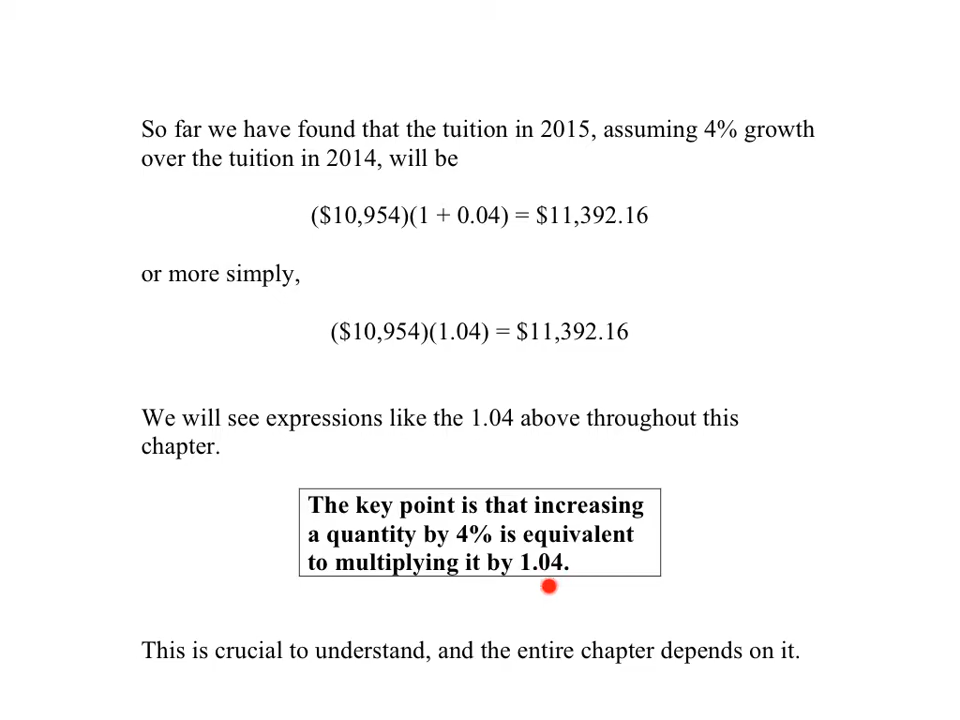 So far we have found that the tuition in 2015, assuming 4% growth
over the tuition in 2014, will be
($10,954)(1 + 0.04) = $11,392.16
or more simply,
($10,954)(1.04) = $11,392.16
We will see expressions like the 1.04 above throughout this
chapter.
The key point is that increasing
a quantity by 4% is equivalent
to multiplying it by 1.04.
This is crucial to understand, and the entire chapter depends on it.